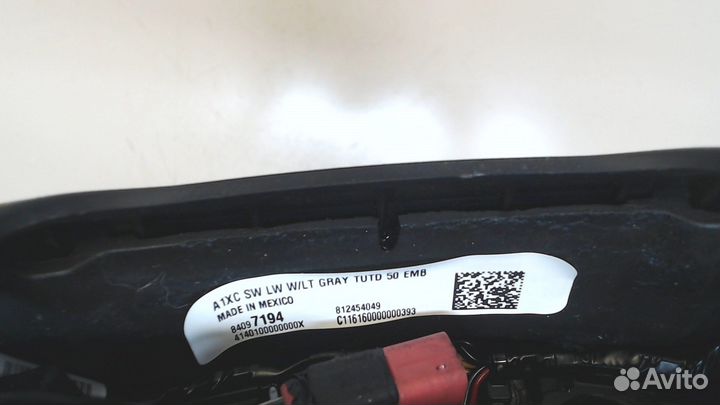 A1XC SW LW W/LT GRAY TUTD 50 EMB
MADE IN MEXICO
84097194
4140100000000X
812454049
C116160000000393
Avito